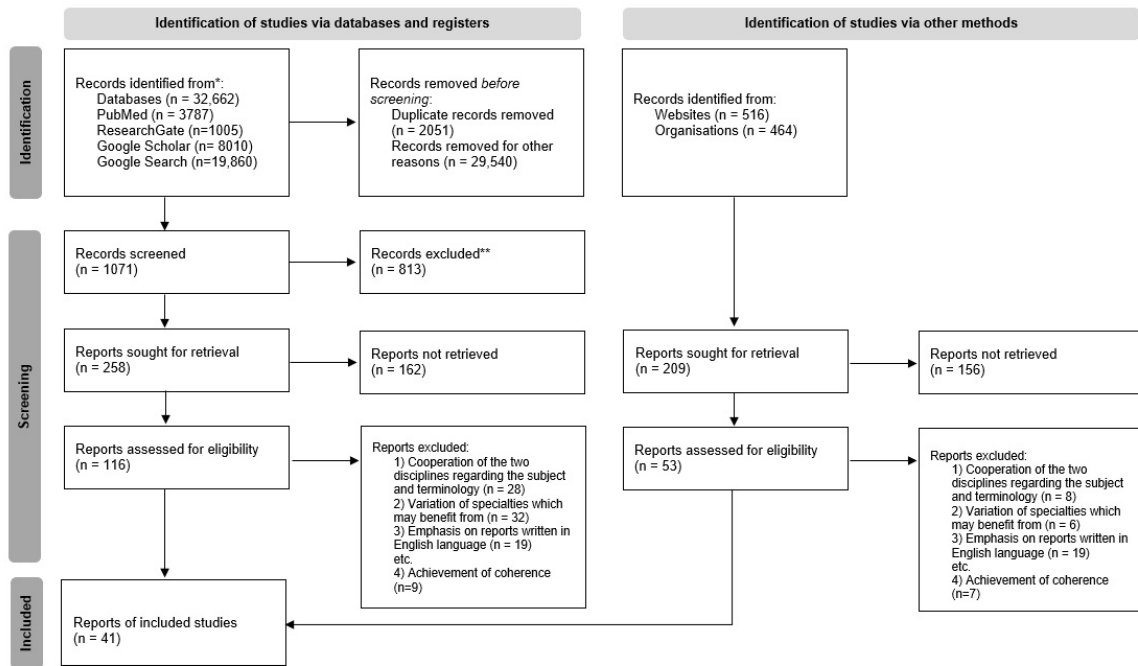 Identification of studies via databases and registers
Identification of studies via other methods
Identification
Records identified from*:
Databases (n = 32,662)
PubMed (n = 3787)
ResearchGate (n=1005)
Google Scholar (n= 8010)
Google Search (n=19,860)
Records removed before
screening:
Duplicate records removed
(n = 2051)
Records removed for other
reasons (n = 29,540)
Records identified from:
Websites (n = 516)
Organisations (n = 464)
Screening
Records screened
(n = 1071)
Records excluded**
(n = 813)
Reports sought for retrieval
(n = 258)
Reports not retrieved
(n = 162)
Reports sought for retrieval
(n = 209)
Reports not retrieved
(n = 156)
Reports assessed for eligibility
(n = 116)
Reports excluded:
1) Cooperation of the two
disciplines regarding the subject
and terminology (n = 28)
2) Variation of specialties which
may benefit from (n = 32)
3) Emphasis on reports written in
English language (n = 19)
etc.
4) Achievement of coherence
(n=9)
Reports assessed for eligibility
(n = 53)
Reports excluded:
1) Cooperation of the two
disciplines regarding the subject
and terminology (n = 8)
2) Variation of specialties which
may benefit from (n = 6)
3) Emphasis on reports written in
English language (n = 19)
etc.
4) Achievement of coherence
(n=7)
Included
Reports of included studies
(n = 41)